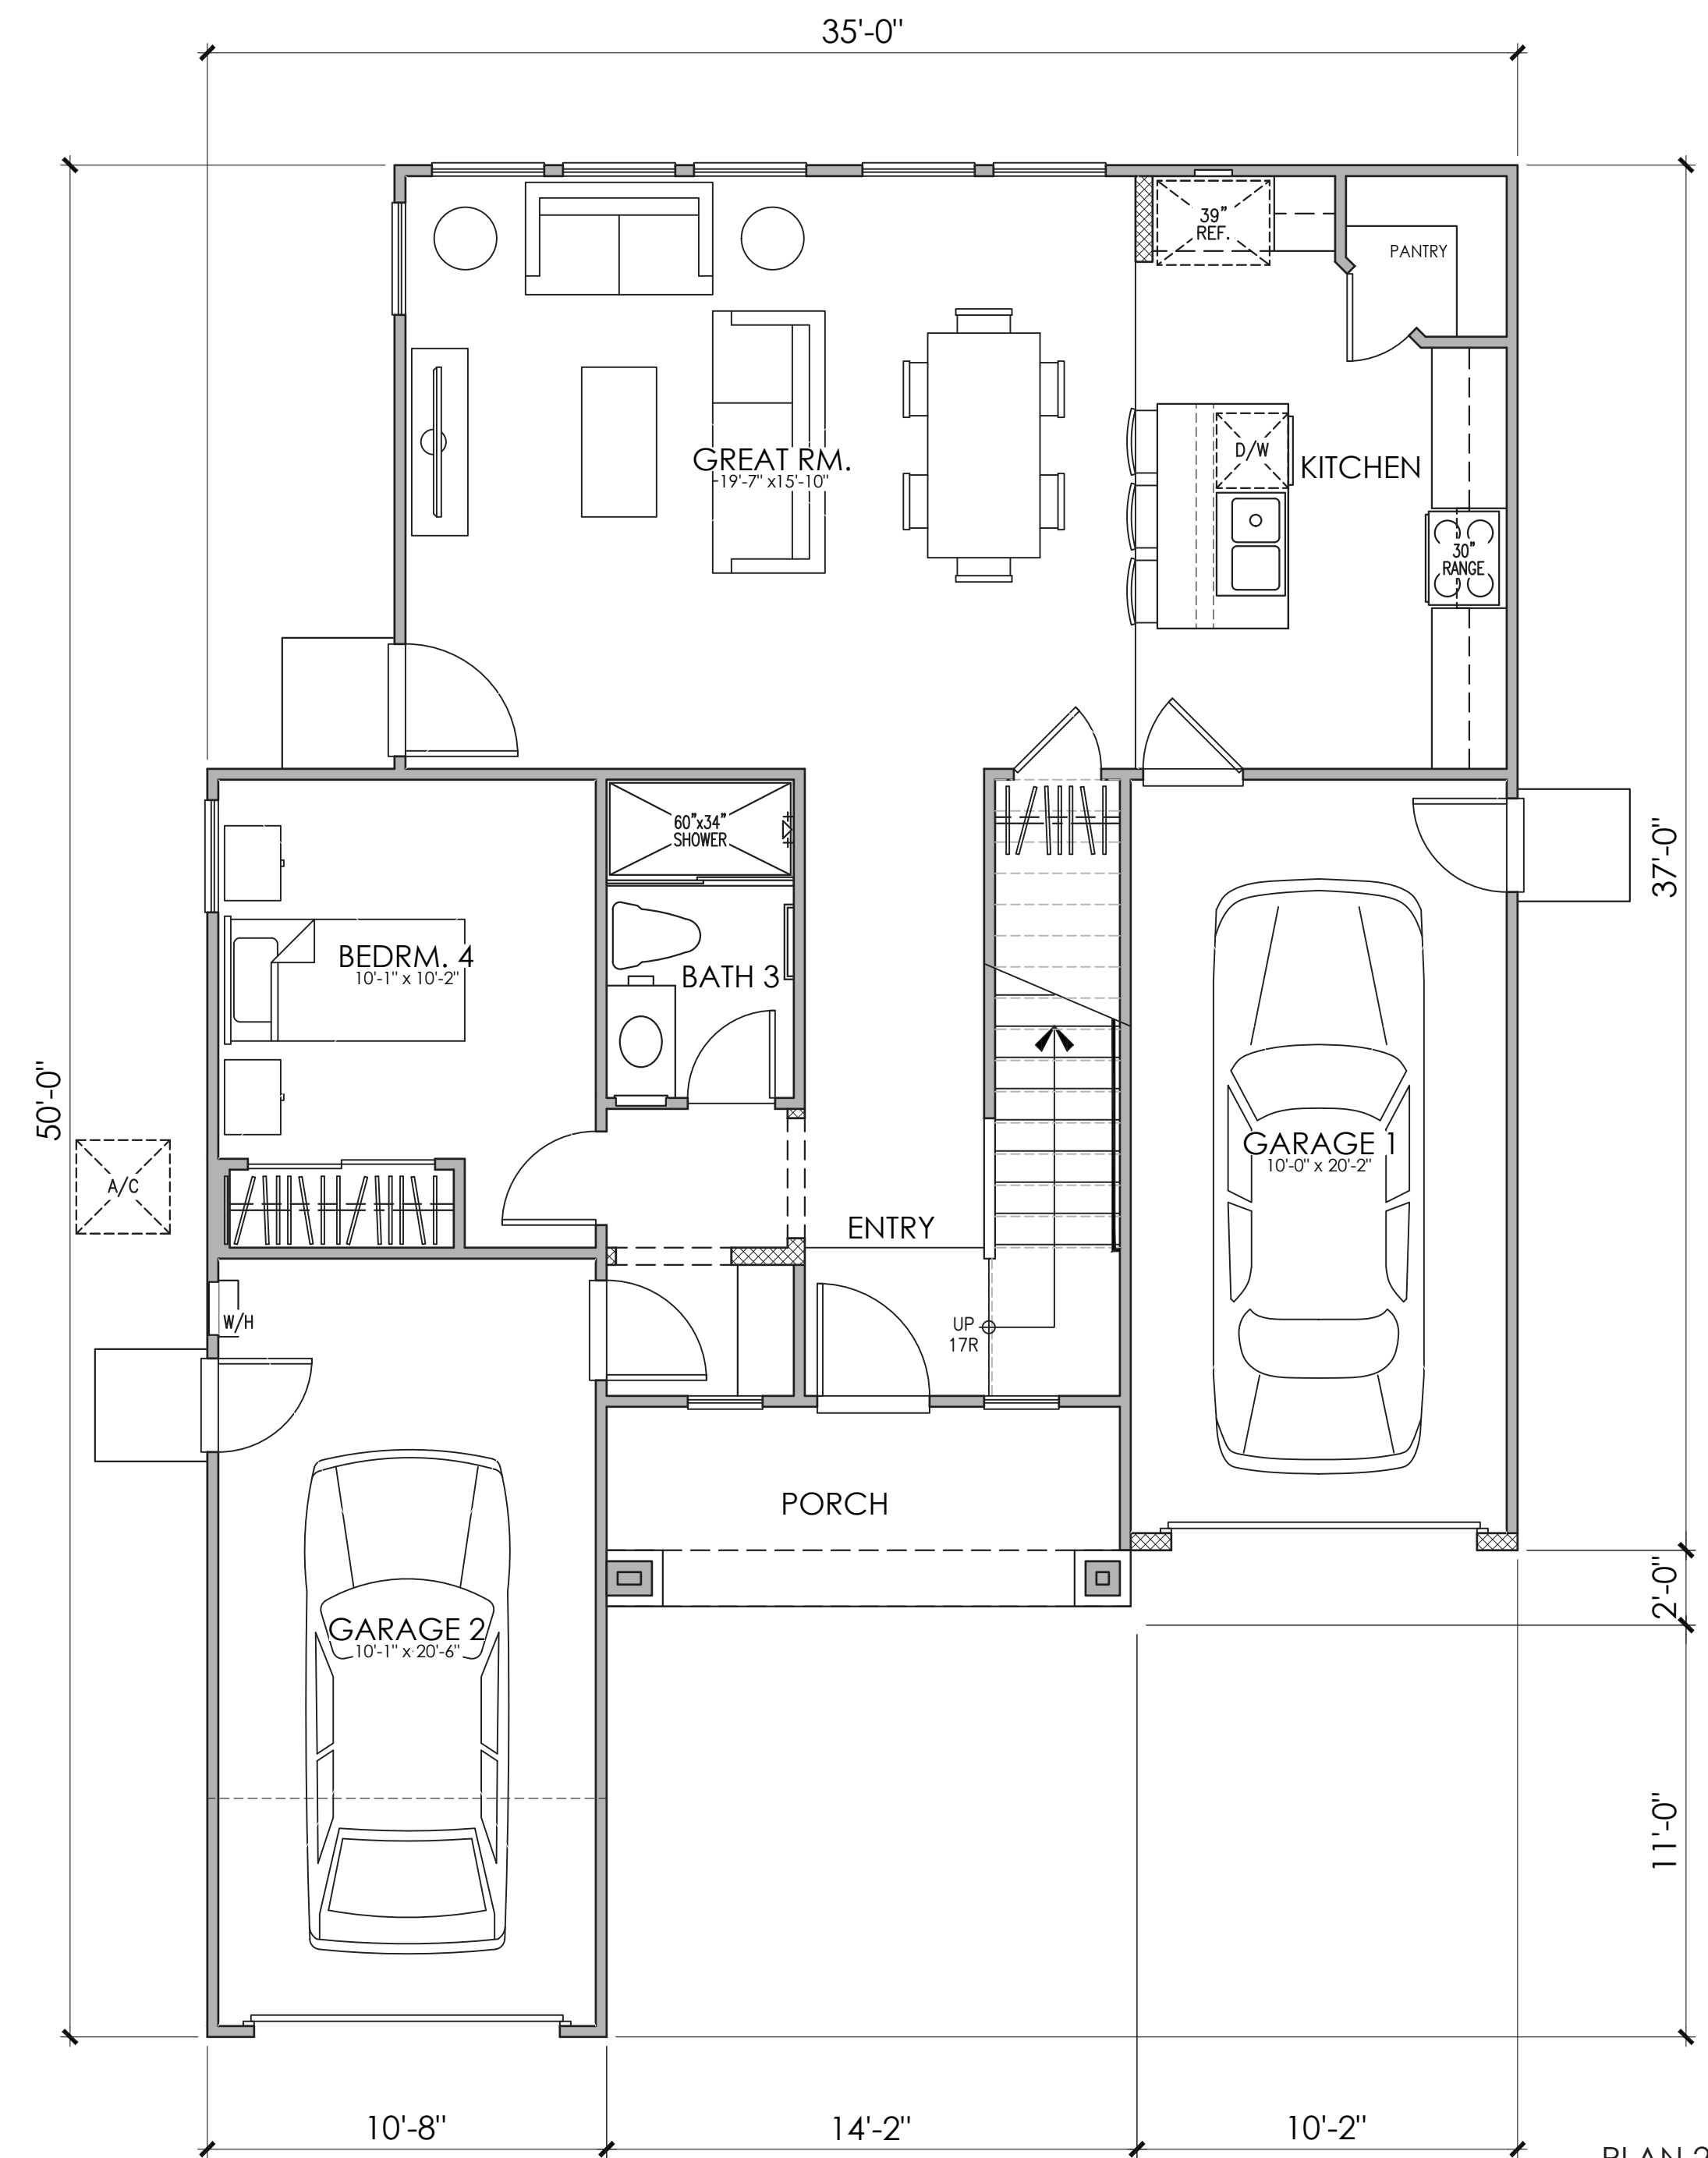 35'-0"
39"
REF.
PANTRY
D/W
GREAT RM.
19'-7" x15'-10"
KITCHEN
30"
RANGE
60"x34"
SHOWER
37'-0"
BEDRM. 4
10'-1" x 10'-2"
BATH 3
50'-0"
GARAGE 1
10'-0" x 20'-2"
A/C
ENTRY
W/H
UP
17R
PORCH
2'-0"
GARAGE 2
10'-1" x 20'-6"
11'-0"
10'-8"
14'-2"
10'-2"